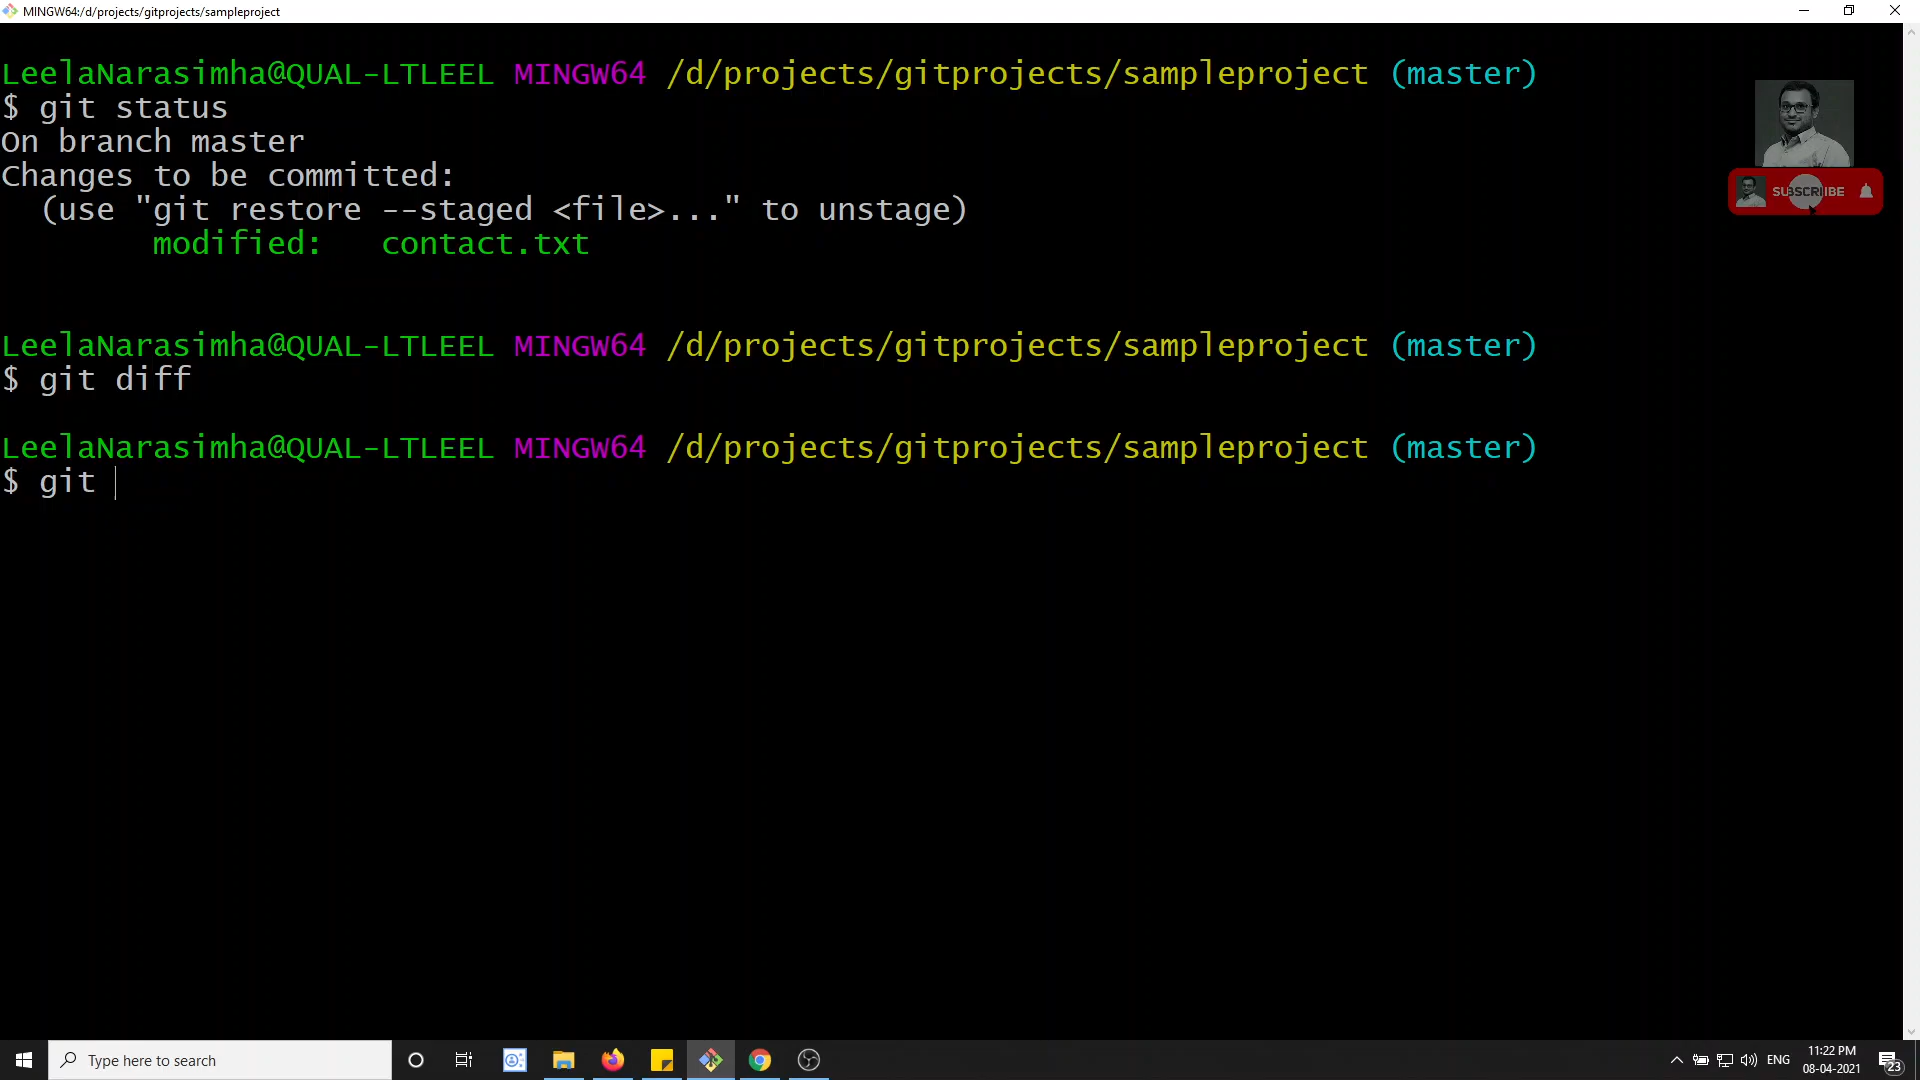 MINGW64:/d/projects/gitprojects/sampleproject
LeelaNarasimha@QUAL-LTLEEL MINGW64 /d/projects/gitprojects/sampleproject (master)
$ git status
On branch master
Changes to be committed:
  (use "git restore --staged <file>..." to unstage)
        modified:   contact.txt
LeelaNarasimha@QUAL-LTLEEL MINGW64 /d/projects/gitprojects/sampleproject (master)
$ git diff
LeelaNarasimha@QUAL-LTLEEL MINGW64 /d/projects/gitprojects/sampleproject (master)
$ git
SUBSCRIBE
Type here to search
ENG
11:22 PM
08-04-2021
23